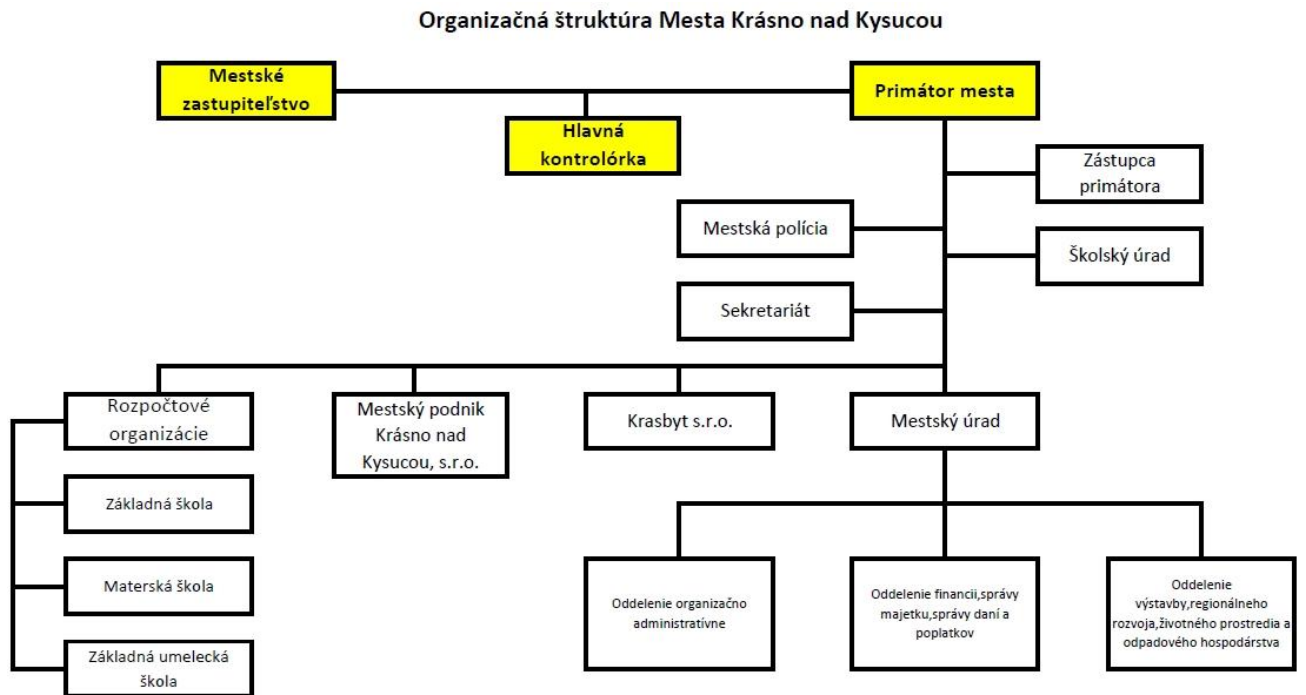 Organizačná štruktúra Mesta Krásno nad Kysucou
Mestské
zastupiteľstvo
Primátor mesta
Hlavná
kontrolórka
Zástupca
primátora
Mestská polícia
Školský úrad
Sekretariát
Rozpočtové
organizácie
Mestský podnik
Krásno nad
Kysucou, s.r.o.
Krasbyt s.r.o.
Mestský úrad
Základná škola
Materská škola
Základná umelecká
škola
Oddelenie organizačno
administratívne
Oddelenie financii,správy
majetku,správy daní a
poplatkov
Oddelenie
výstavby,regionálneho
rozvoja,životného prostredia a
odpadového hospodárstva